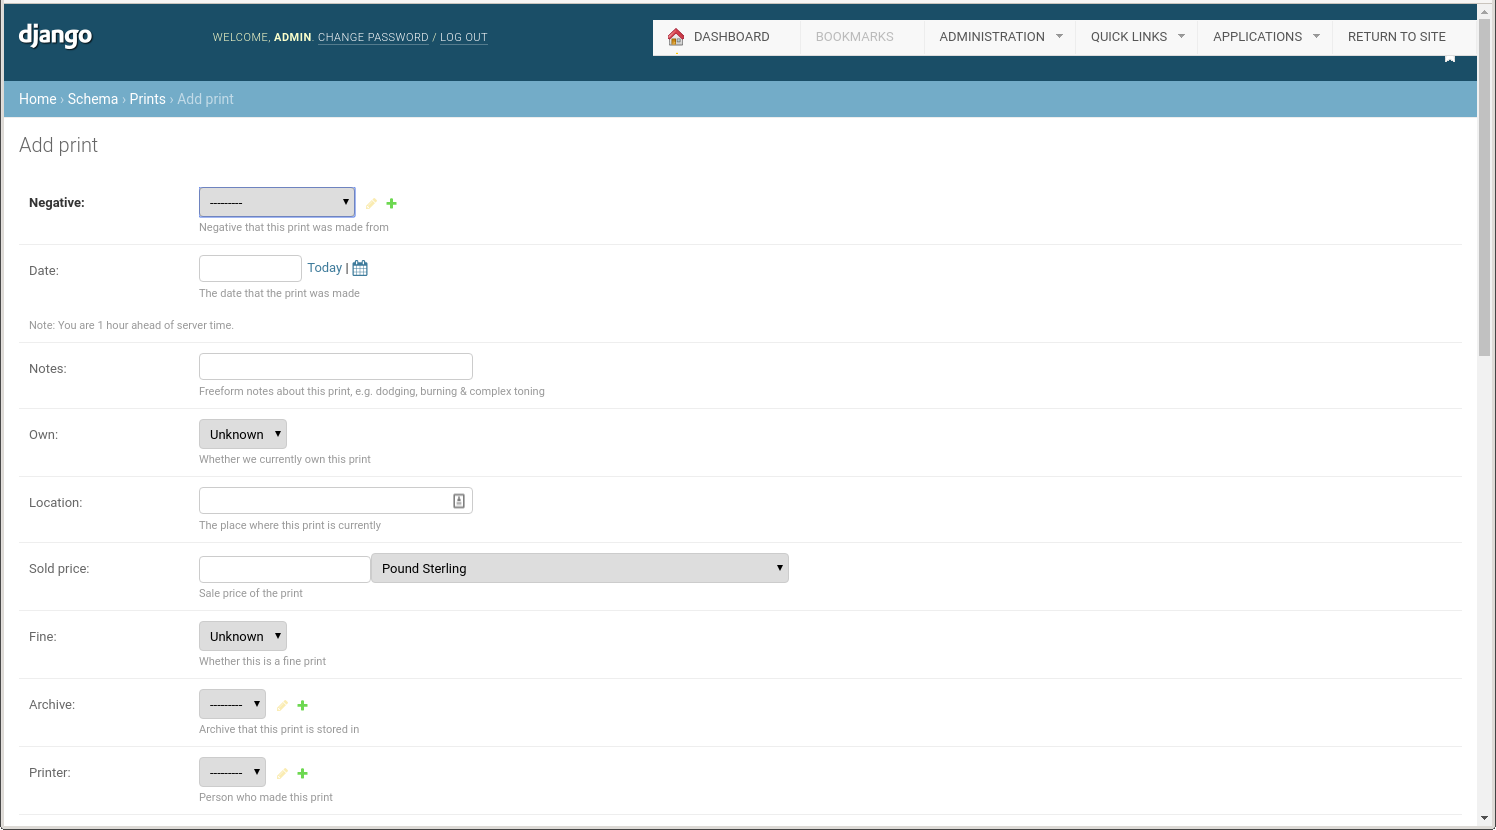 django
WELCOME, ADMIN. CHANGE PASSWORD / LOG OUT
DASHBOARD BOOKMARKS ADMINISTRATION QUICK LINKS APPLICATIONS RETURN TO SITE
Home › Schema › Prints › Add print
Add print
Negative: ---------
Negative that this print was made from
Date: Today |
The date that the print was made
Note: You are 1 hour ahead of server time.
Notes:
Freeform notes about this print, e.g. dodging, burning & complex toning
Own: Unknown
Whether we currently own this print
Location:
The place where this print is currently
Sold price: Pound Sterling
Sale price of the print
Fine: Unknown
Whether this is a fine print
Archive: ---------
Archive that this print is stored in
Printer: ---------
Person who made this print